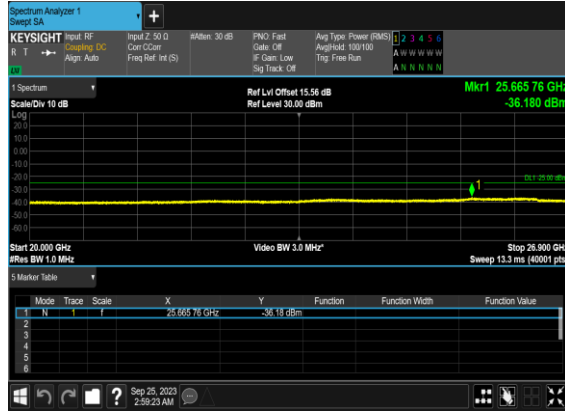 Spectrum Analyzer 1
Swept SA
+
KEYSIGHT Input: RF Input Z: 50 Ω #Atten: 30 dB PNO: Fast Avg Type: Power (RMS) 1 2 3 4 5 6
R T Coupling: DC Corr CCorr Gate: Off Avg|Hold: 100/100 A W W W W W
Align: Auto Freq Ref: Int (S) IF Gain: Low Trig: Free Run
Sig Track: Off A N N N N N
1 Spectrum Ref Lvl Offset 15.56 dB Mkr1 25.665 76 GHz
Scale/Div 10 dB Ref Level 30.00 dBm -36.180 dBm
Log
20.0
10.0
0.00
-10.0
-20.0
DL1 -25.00 dBm
1
-30.0
-40.0
-50.0
-60.0
Start 20.000 GHz Video BW 3.0 MHz* Stop 26.900 GHz
#Res BW 1.0 MHz Sweep 13.3 ms (40001 pts)
5 Marker Table
Mode Trace Scale X Y Function Function Width Function Value
1 N 1 f 25.665 76 GHz -36.18 dBm
2
3
4
5
6
? Sep 25, 2023
2:59:23 AM